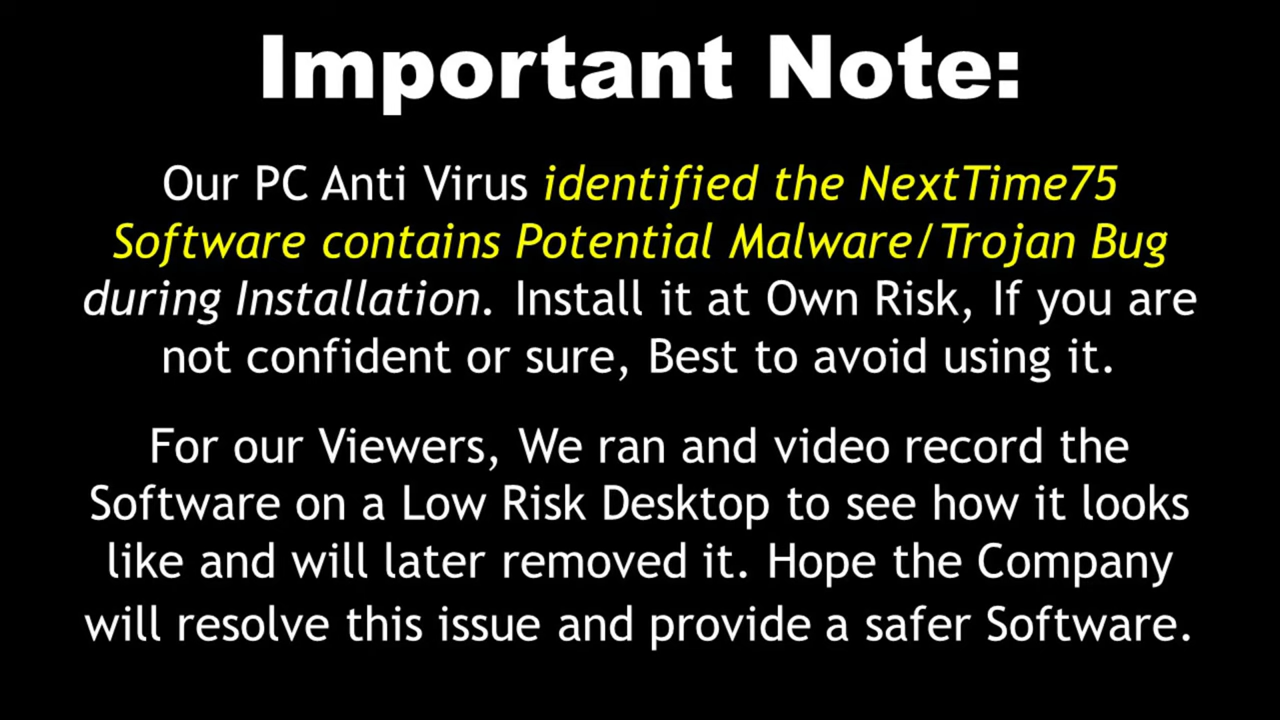 Important Note:
Our PC Anti Virus identified the NextTime75
Software contains Potential Malware/Trojan Bug
during Installation. Install it at Own Risk, If you are
not confident or sure, Best to avoid using it.
For our Viewers, We ran and video record the
Software on a Low Risk Desktop to see how it looks
like and will later removed it. Hope the Company
will resolve this issue and provide a safer Software.